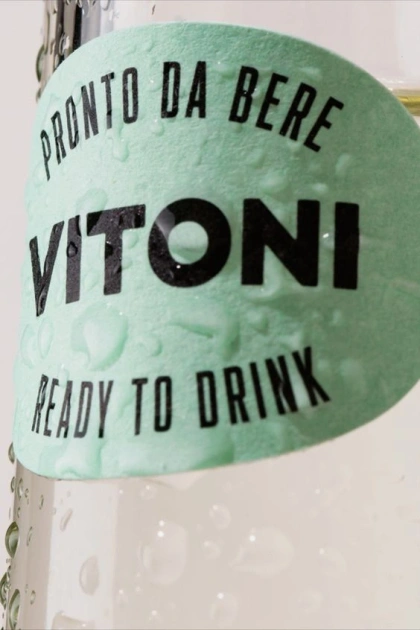 PRONTO DA BERE
VITONI
READY TO DRINK